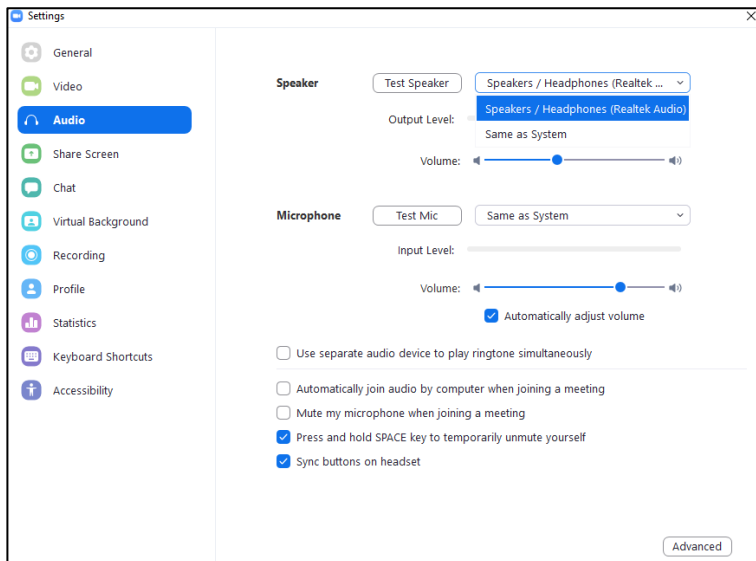 Settings
General
Video
Audio
Share Screen
Chat
Virtual Background
Recording
Profile
Statistics
Keyboard Shortcuts
Accessibility
Speaker Test Speaker Speakers / Headphones (Realtek ...
Speakers / Headphones (Realtek Audio)
Output Level:
Same as System
Volume:
Microphone Test Mic Same as System
Input Level:
Volume:
Automatically adjust volume
Use separate audio device to play ringtone simultaneously
Automatically join audio by computer when joining a meeting
Mute my microphone when joining a meeting
Press and hold SPACE key to temporarily unmute yourself
Sync buttons on headset
Advanced